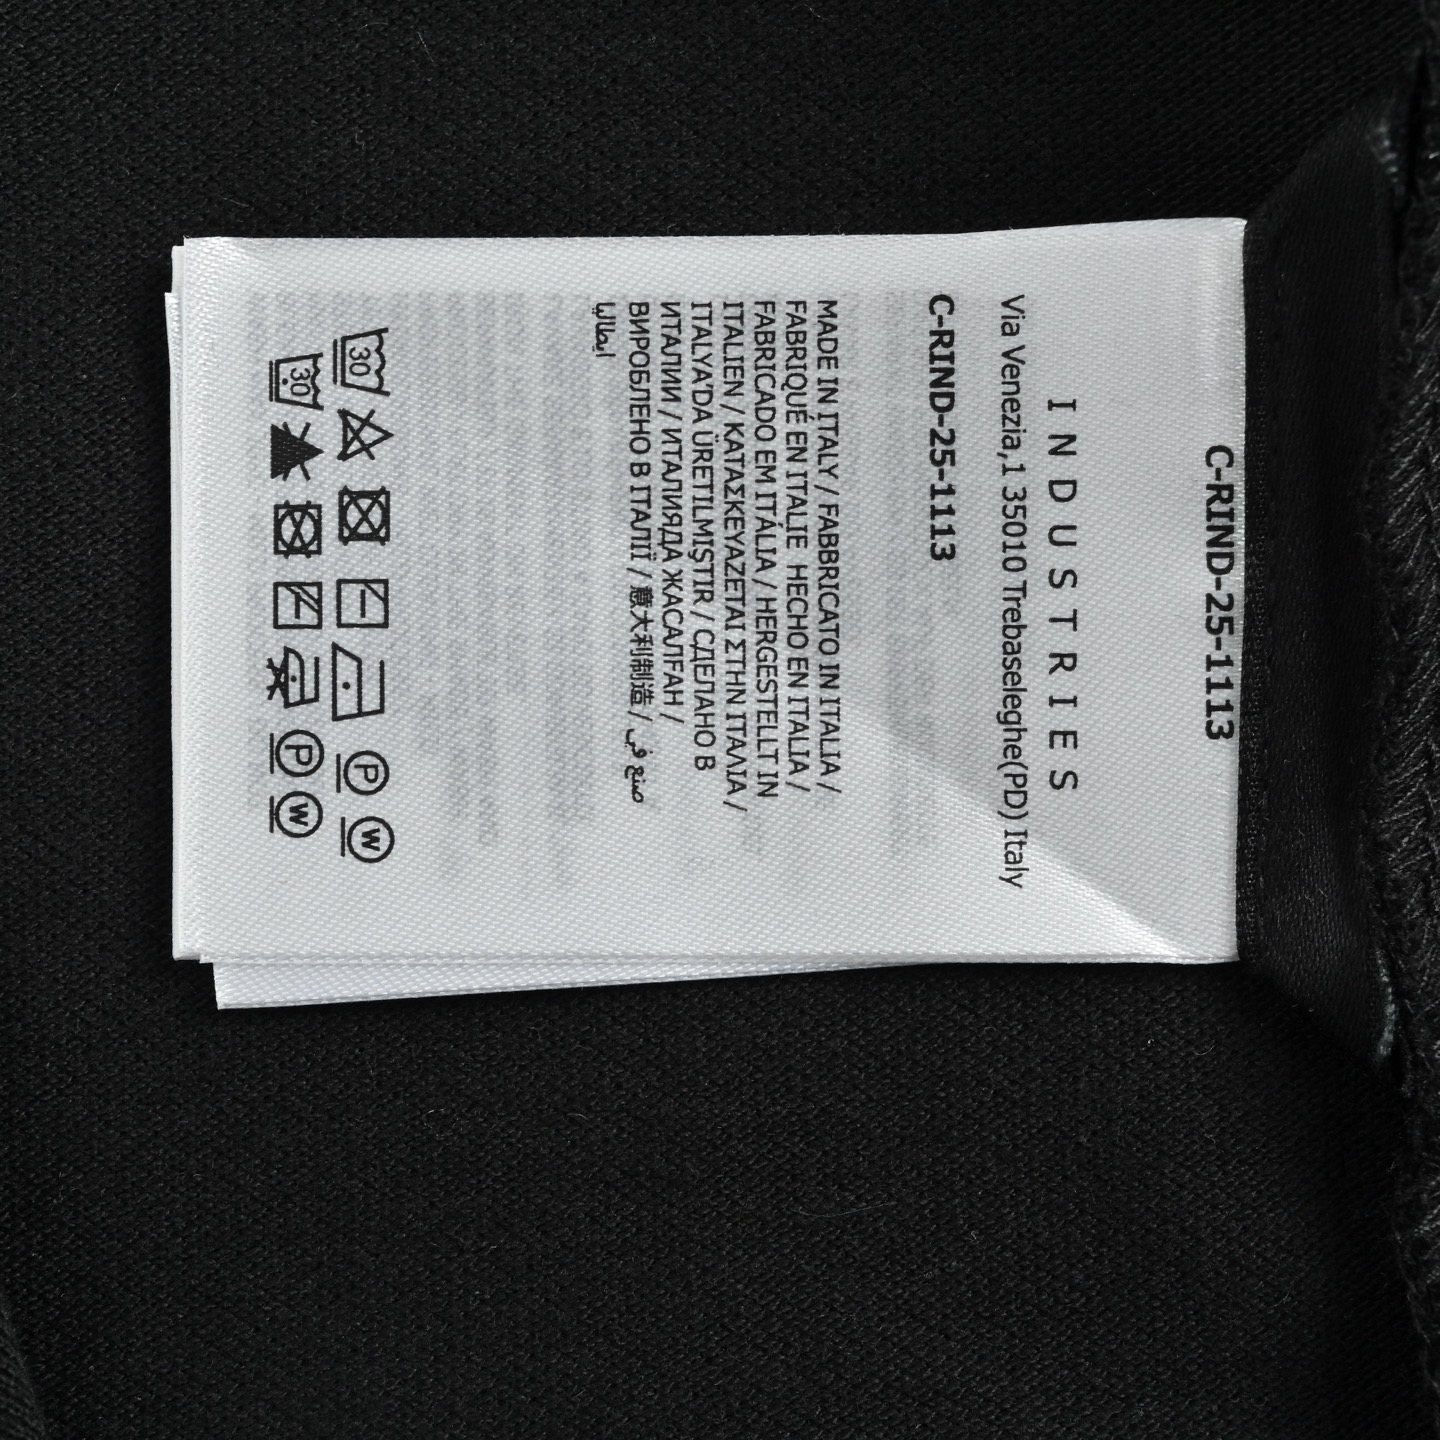 C-RIND-25-1113
INDUSTRIES
Via Venezia,1 35010 Trebaseleghe(PD) Italy
C-RIND-25-1113
MADE IN ITALY / FABBRICATO IN ITALIA /
FABRIQUÉ EN ITALIE  HECHO EN ITALIA /
FABRICADO EM ITÁLIA / HERGESTELLT IN
ITALIEN / ΚΑΤΑΣΚΕΥΑΖΕΤΑΙ ΣΤΗΝ ΙΤΑΛΙΑ /
ITALYA'DA ÜRETILMIŞTIR / СДЕЛАНО В
ИТАЛИИ / ИТАЛИЯДА ЖАСАЛҒАН /
ВИРОБЛЕНО В ІТАЛІЇ / 意大利制造 / صنع في
إيطاليا
30 P W
30 P W